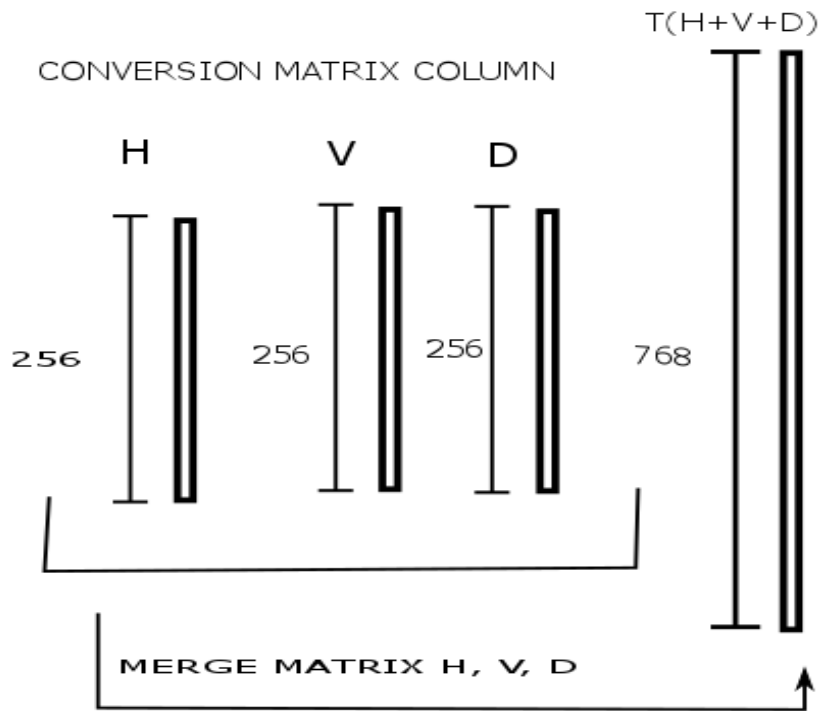 T(H+V+D)
CONVERSION MATRIX COLUMN
H V D
256 256 256 768
MERGE MATRIX H, V, D